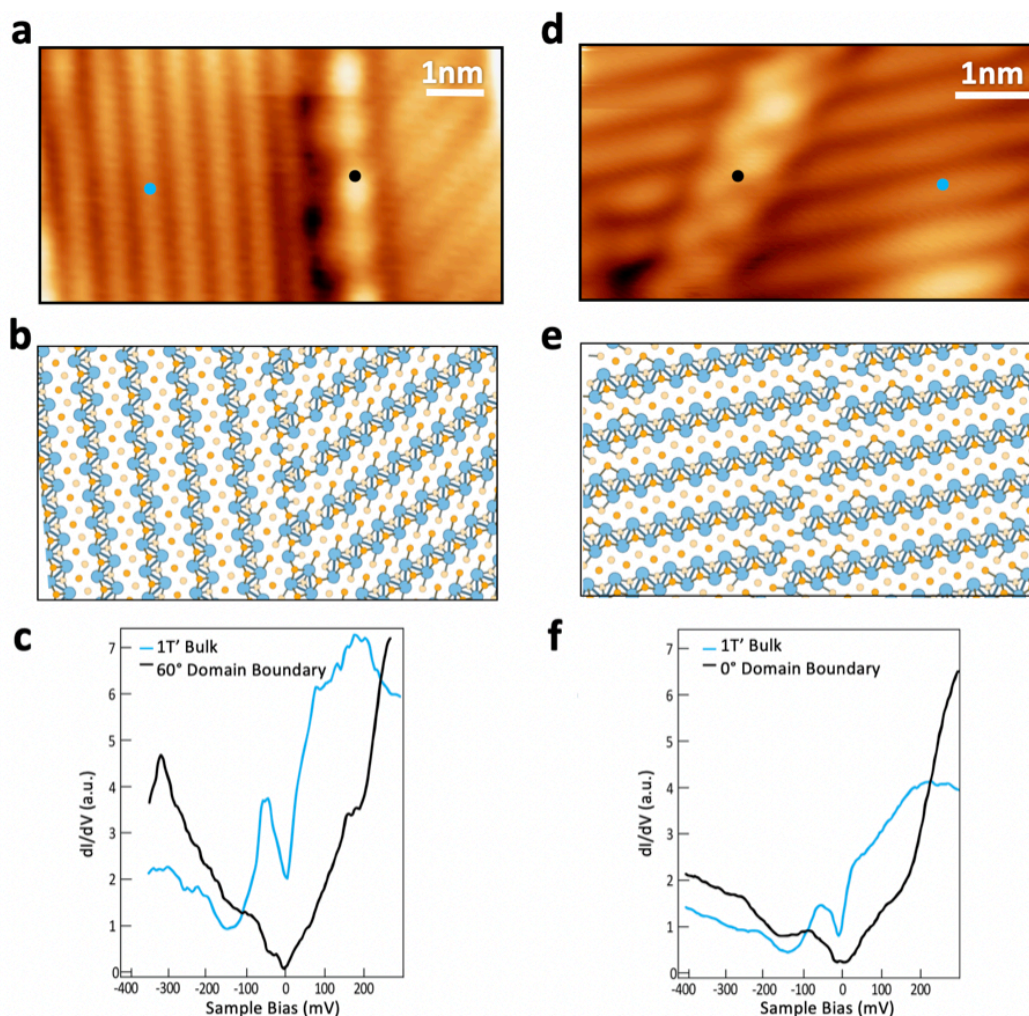 a
1nm
d
1nm
b
e
c
1T’ Bulk
60° Domain Boundary
7
6
5
4
3
2
1
0
dI/dV (a.u.)
-400 -300 -200 -100 0 100 200
Sample Bias (mV)
f
1T’ Bulk
0° Domain Boundary
7
6
5
4
3
2
1
0
dI/dV (a.u.)
-400 -300 -200 -100 0 100 200
Sample Bias (mV)